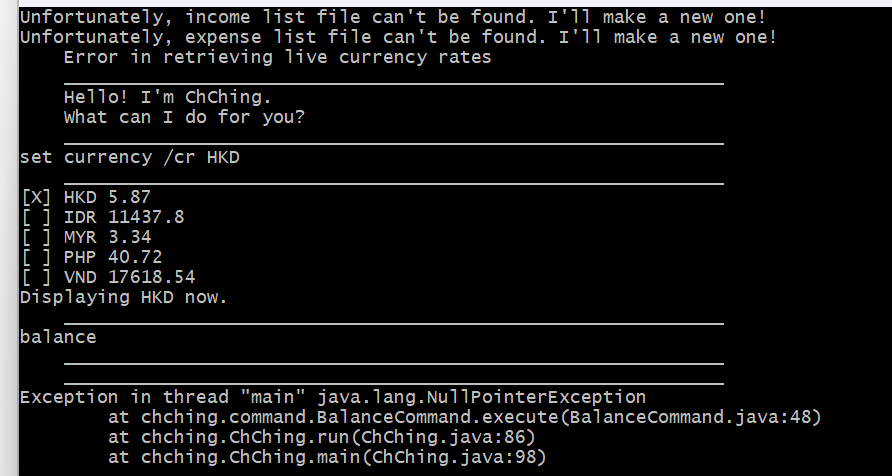 Unfortunately, income list file can't be found. I'll make a new one!
Unfortunately, expense list file can't be found. I'll make a new one!
Error in retrieving live currency rates
Hello! I'm ChChing.
What can I do for you?
set currency /cr HKD
[X] HKD 5.87
[ ] IDR 11437.8
[ ] MYR 3.34
[ ] PHP 40.72
[ ] VND 17618.54
Displaying HKD now.
balance
Exception in thread "main" java.lang.NullPointerException
at chching.command.BalanceCommand.execute(BalanceCommand.java:48)
at chching.ChChing.run(ChChing.java:86)
at chching.ChChing.main(ChChing.java:98)